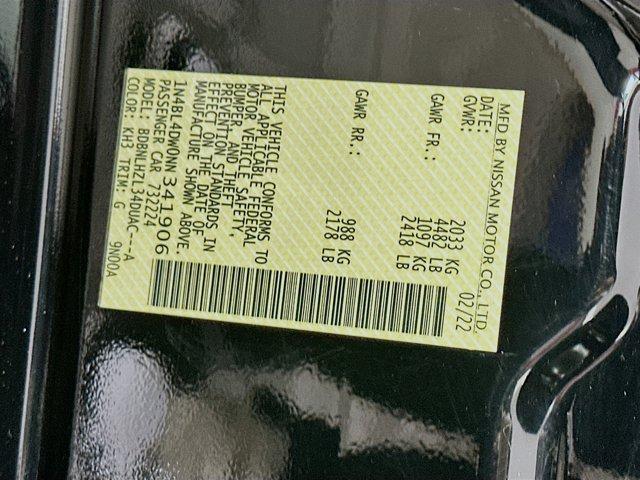 MFD BY NISSAN MOTOR CO., LTD.
DATE: 02/22
GVWR: 2033 KG
4482 LB
GAWR FR.: 1097 KG
2418 LB
GAWR RR.: 988 KG
2178 LB
THIS VEHICLE CONFORMS TO
ALL APPLICABLE FEDERAL
MOTOR VEHICLE SAFETY,
BUMPER, AND THEFT
PREVENTION STANDARDS IN
EFFECT ON THE DATE OF
MANUFACTURE SHOWN ABOVE.
1N4BL4DW0NN341906
PASSENGER CAR 732224
MODEL: BDBNLHZL34DUAC---A
COLOR: KH3 TRIM: G 9N00A